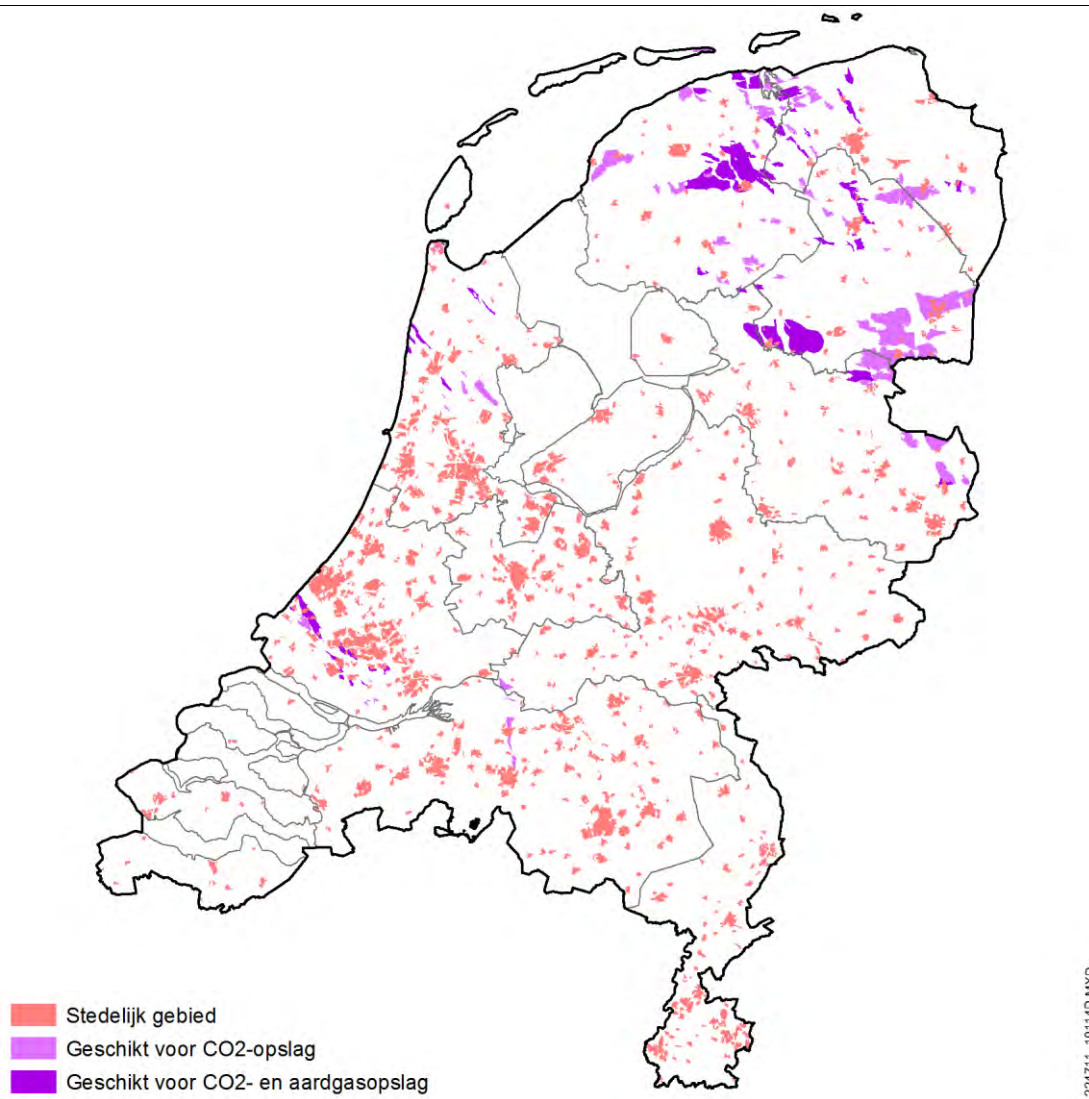 Stedelijk gebied
Geschikt voor CO2-opslag
Geschikt voor CO2- en aardgasopslag